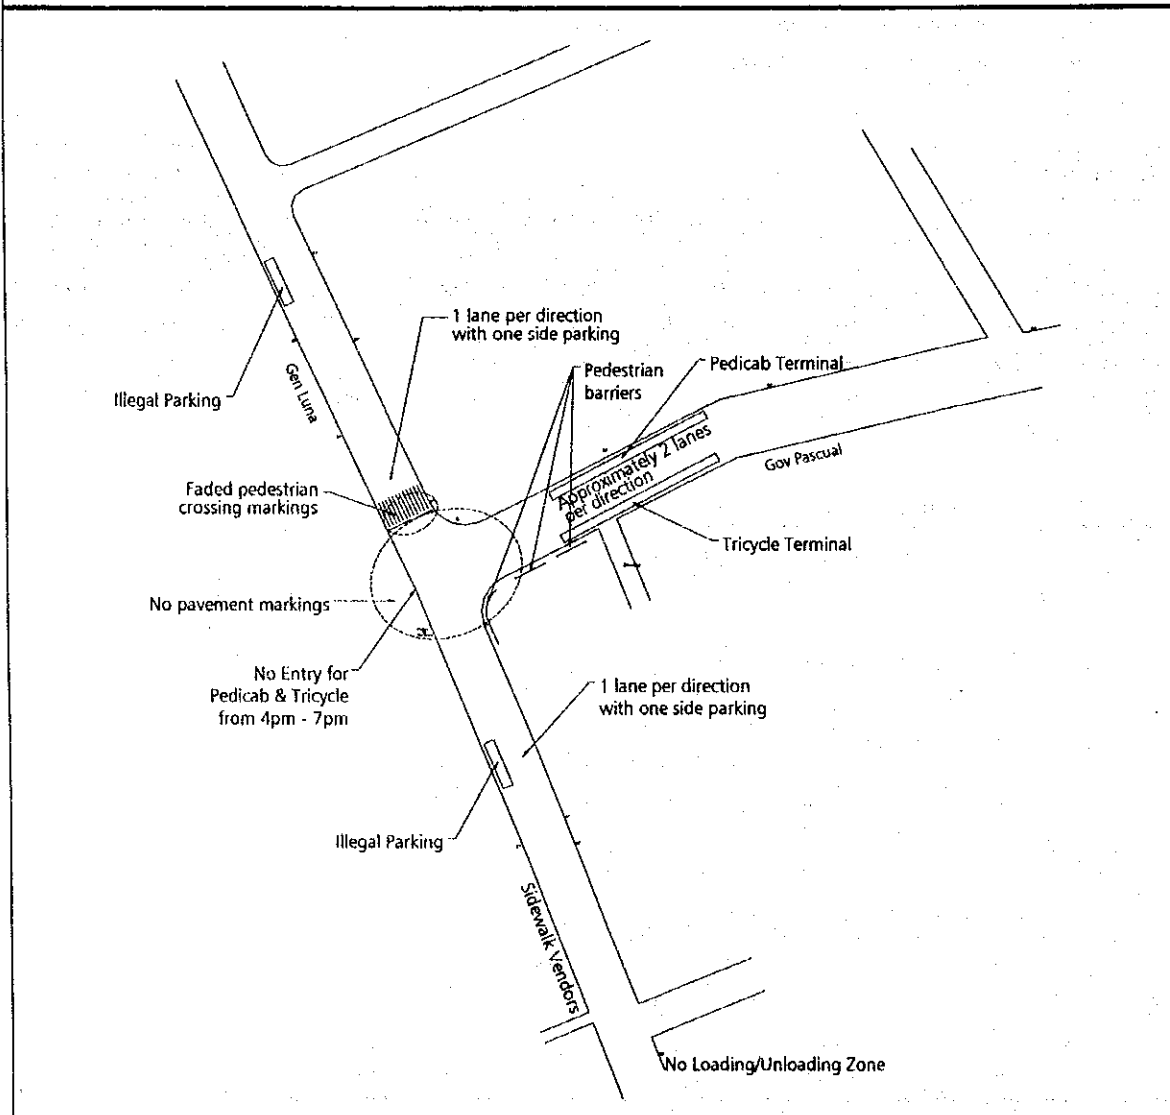 1 lane per direction
with one side parking
Pedestrian
barriers
Pedicab Terminal
Illegal Parking
Gen Luna
Approximately 2 lanes
per direction
Gov Pascual
Faded pedestrian
crossing markings
Tricycle Terminal
No pavement markings
No Entry for
Pedicab & Tricycle
from 4pm - 7pm
1 lane per direction
with one side parking
Illegal Parking
Sidewalk Vendors
No Loading/Unloading Zone